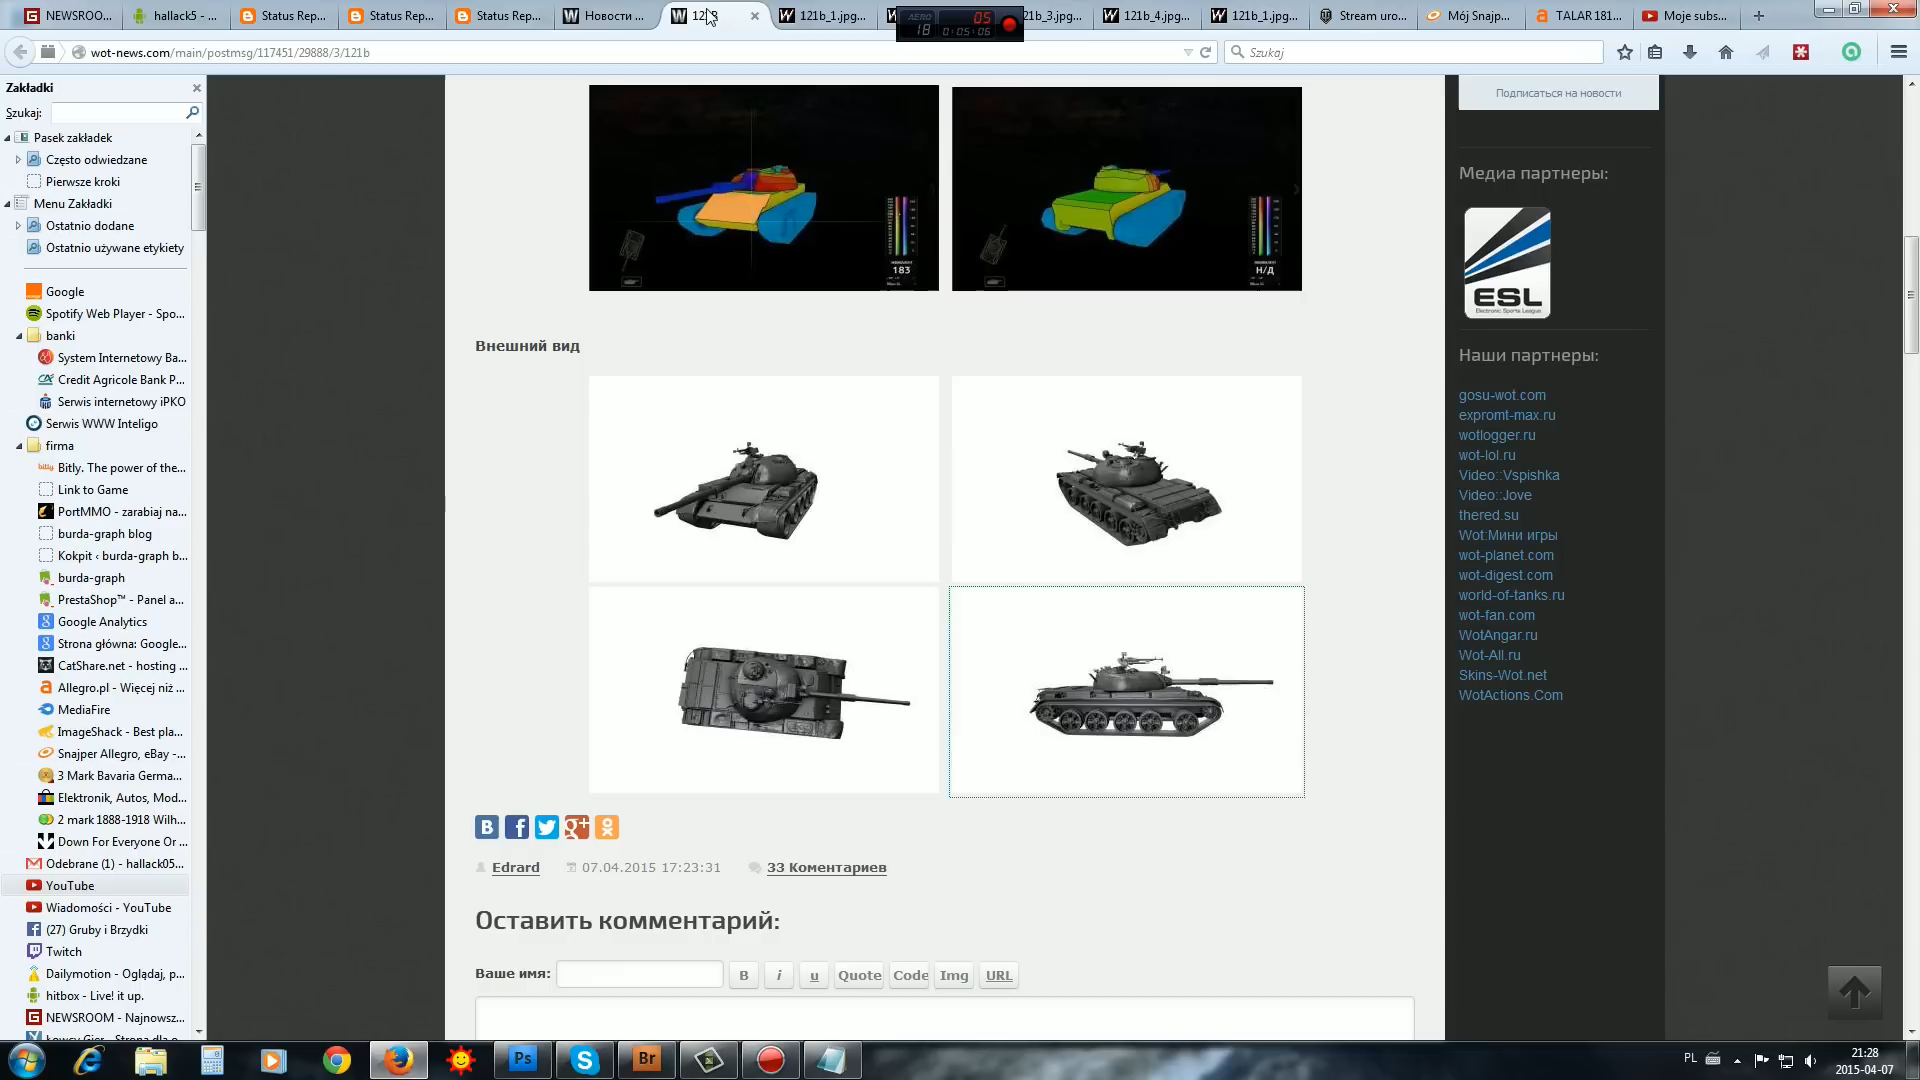 NEWSROO...
hallack5 - ...
Status Rep...
Status Rep...
Status Rep...
Новости ...
121b_1.jpg...
AERO
18
05
0:05:06
21b_3.jpg...
121b_4.jpg...
121b_1.jpg...
Stream uro...
Mój Snajp...
TALAR 181...
Moje subs...
wot-news.com/main/postmsg/117451/29888/3/121b
Szukaj
Zakładki
Szukaj:
Pasek zakładek
Często odwiedzane
Pierwsze kroki
Menu Zakładki
Ostatnio dodane
Ostatnio używane etykiety
Google
Spotify Web Player - Spo...
banki
System Internetowy Ba...
Credit Agricole Bank P...
Serwis internetowy iPKO
Serwis WWW Inteligo
firma
Bitly. The power of the...
Link to Game
PortMMO - zarabiaj na...
burda-graph blog
Kokpit ‹ burda-graph b...
burda-graph
PrestaShop™ - Panel a...
Google Analytics
Strona główna: Google...
CatShare.net - hosting ...
Allegro.pl - Więcej niż ...
MediaFire
ImageShack - Best pla...
Snajper Allegro, eBay -...
3 Mark Bavaria Germa...
Elektronik, Autos, Mod...
2 mark 1888-1918 Wilh...
Down For Everyone Or ...
Odebrane (1) - hallack05...
YouTube
Wiadomości - YouTube
(27) Gruby i Brzydki
Twitch
Dailymotion - Oglądaj, p...
hitbox - Live! it up.
NEWSROOM - Najnowsz...
183
Н/Д
Внешний вид
Edrard
07.04.2015 17:23:31
33 Коментариев
Оставить комментарий:
Ваше имя:
B
i
u
Quote
Code
Img
URL
Подписаться на новости
Медиа партнеры:
ESL
Electronic Sports League
Наши партнеры:
gosu-wot.com
expromt-max.ru
wotlogger.ru
wot-lol.ru
Video::Vspishka
Video::Jove
thered.su
Wot:Мини игры
wot-planet.com
wot-digest.com
world-of-tanks.ru
wot-fan.com
WotAngar.ru
Wot-All.ru
Skins-Wot.net
WotActions.Com
Ps
Br
PL
21:28
2015-04-07